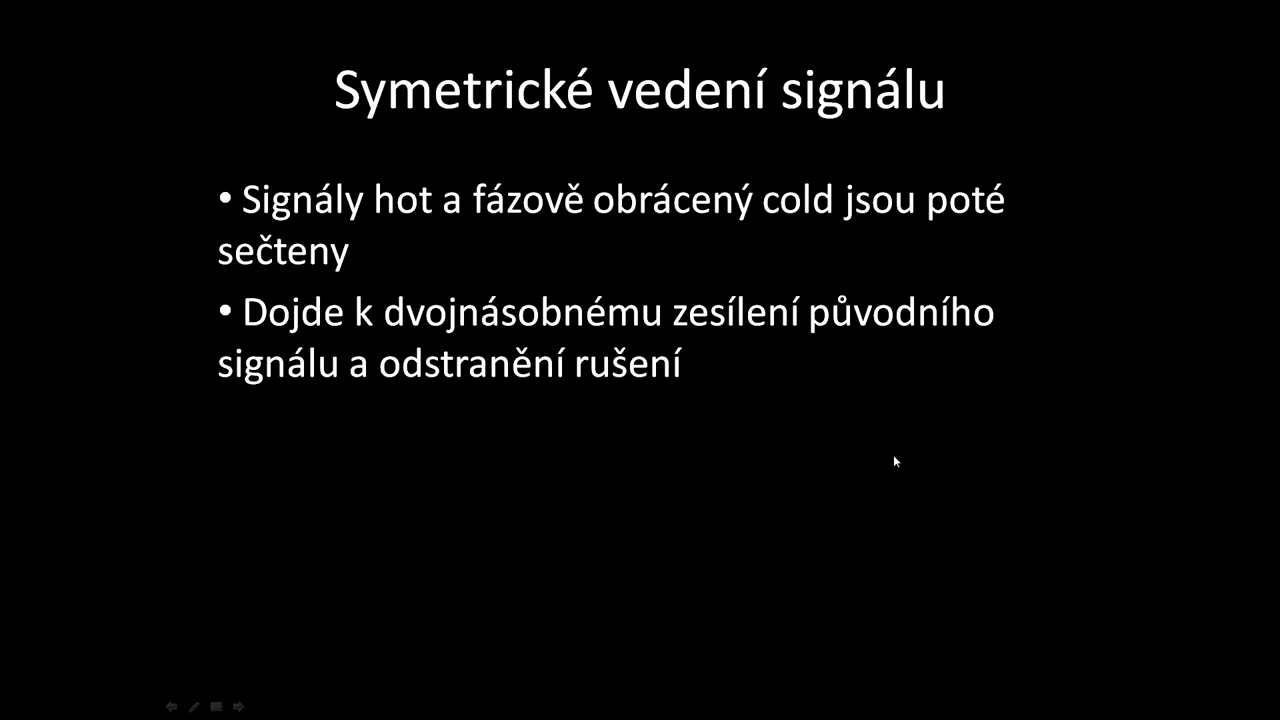 Symetrické vedení signálu
• Signály hot a fázově obrácený cold jsou poté
sečteny
• Dojde k dvojnásobnému zesílení původního
signálu a odstranění rušení